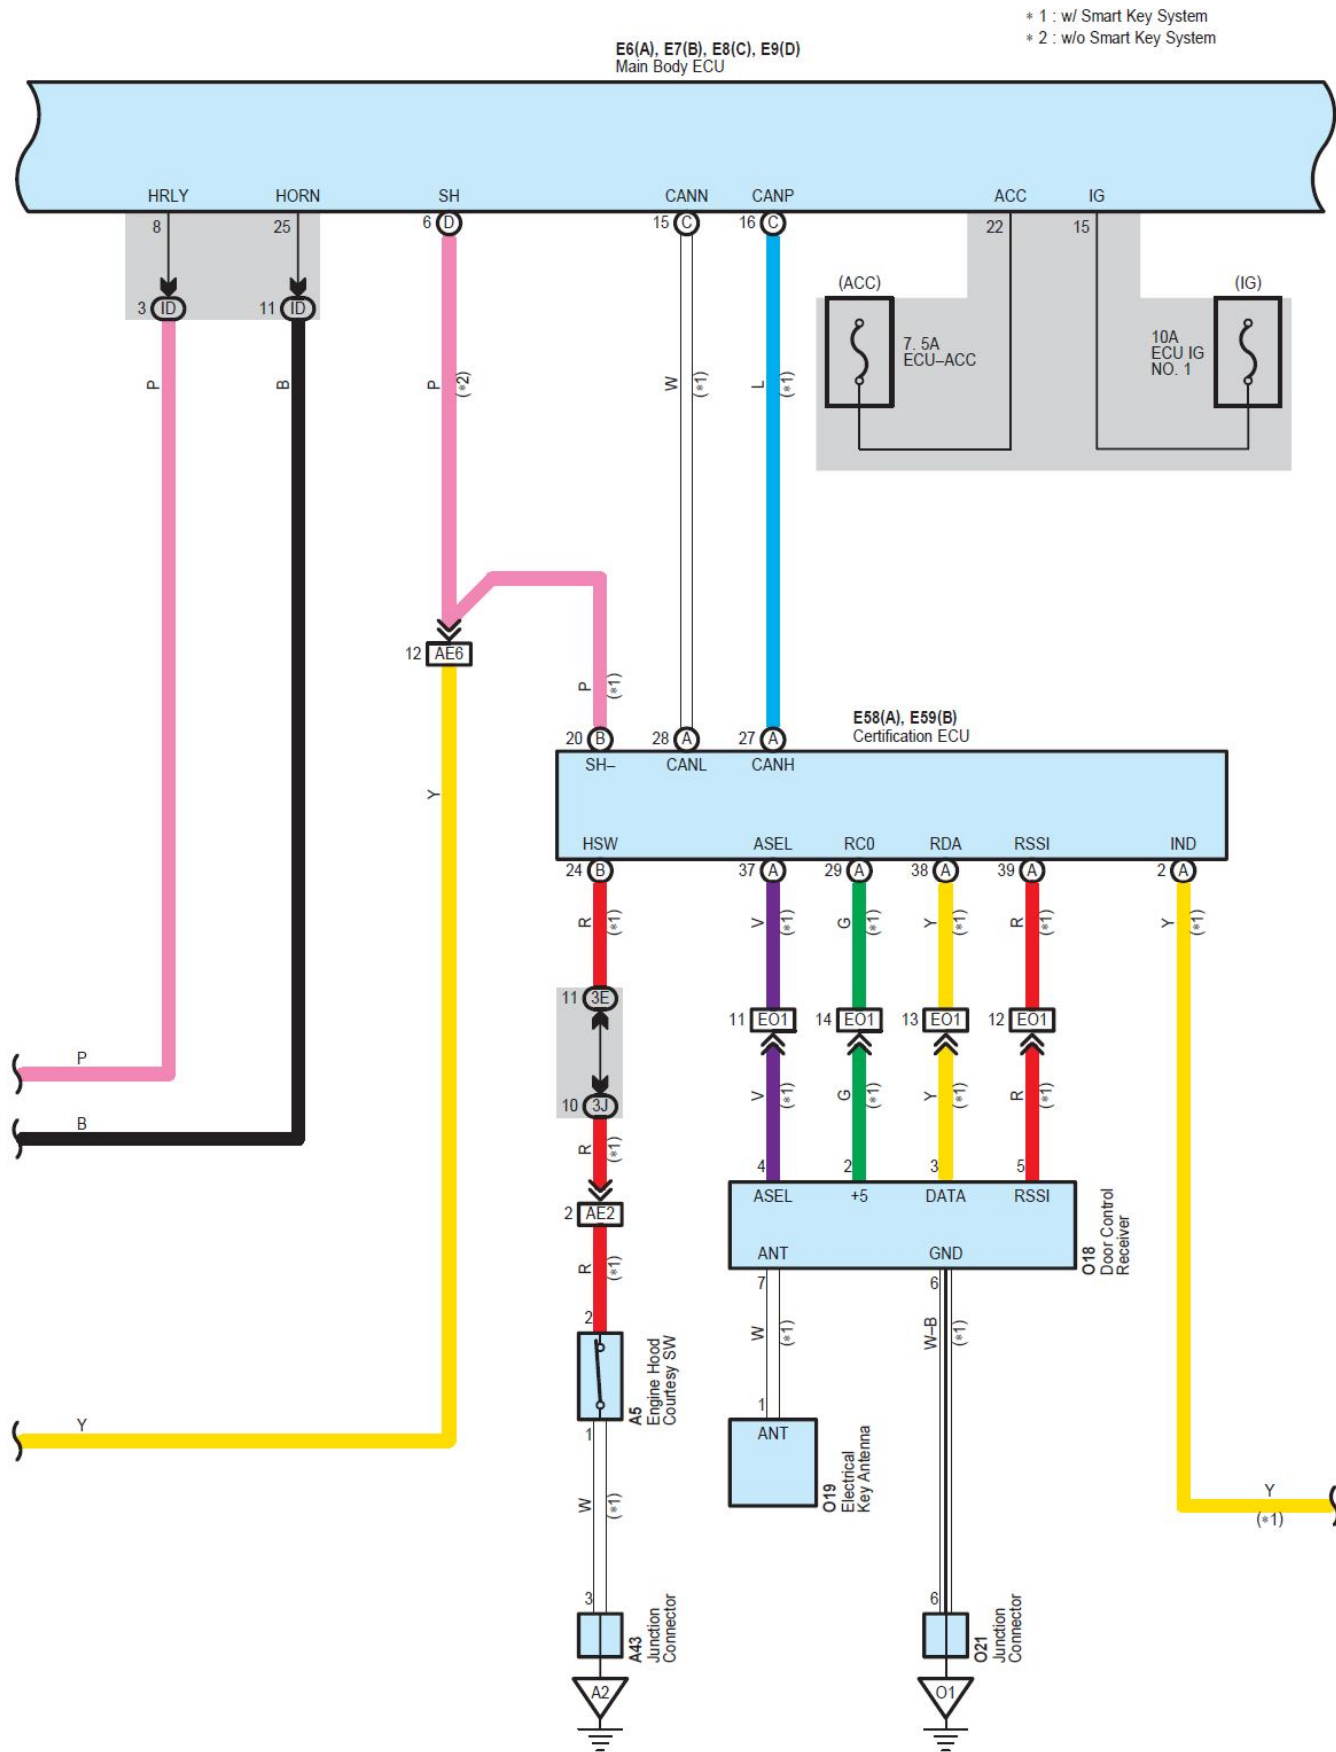 * 1 : w/ Smart Key System
* 2 : w/o Smart Key System
E6(A), E7(B), E8(C), E9(D)
Main Body ECU
HRLY
HORN
SH
CANN
CANP
ACC
IG
8
25
6 D
15 C
16 C
22
15
3 ID
11 ID
(ACC)
(IG)
7. 5A
ECU–ACC
10A
ECU IG
NO. 1
P
B
P
(*2)
W
(*1)
L
(*1)
12 AE6
P
(*1)
E58(A), E59(B)
Certification ECU
20 B
28 A
27 A
SH–
CANL
CANH
Y
HSW
ASEL
RC0
RDA
RSSI
IND
24 B
37 A
29 A
38 A
39 A
2 A
R
(*1)
V
(*1)
G
(*1)
Y
(*1)
R
(*1)
Y
(*1)
11 3E
11 EO1
14 EO1
13 EO1
12 EO1
P
10 3J
V
(*1)
G
(*1)
Y
(*1)
R
(*1)
B
R
(*1)
4
2
3
5
ASEL
+5
DATA
RSSI
2 AE2
ANT
GND
O18
Door Control
Receiver
R
(*1)
7
6
2
W
(*1)
W–B
(*1)
A5
Engine Hood
Courtesy SW
1
1
ANT
O19
Electrical
Key Antenna
Y
W
(*1)
Y
(*1)
3
6
A43
Junction
Connector
O21
Junction
Connector
A2
O1